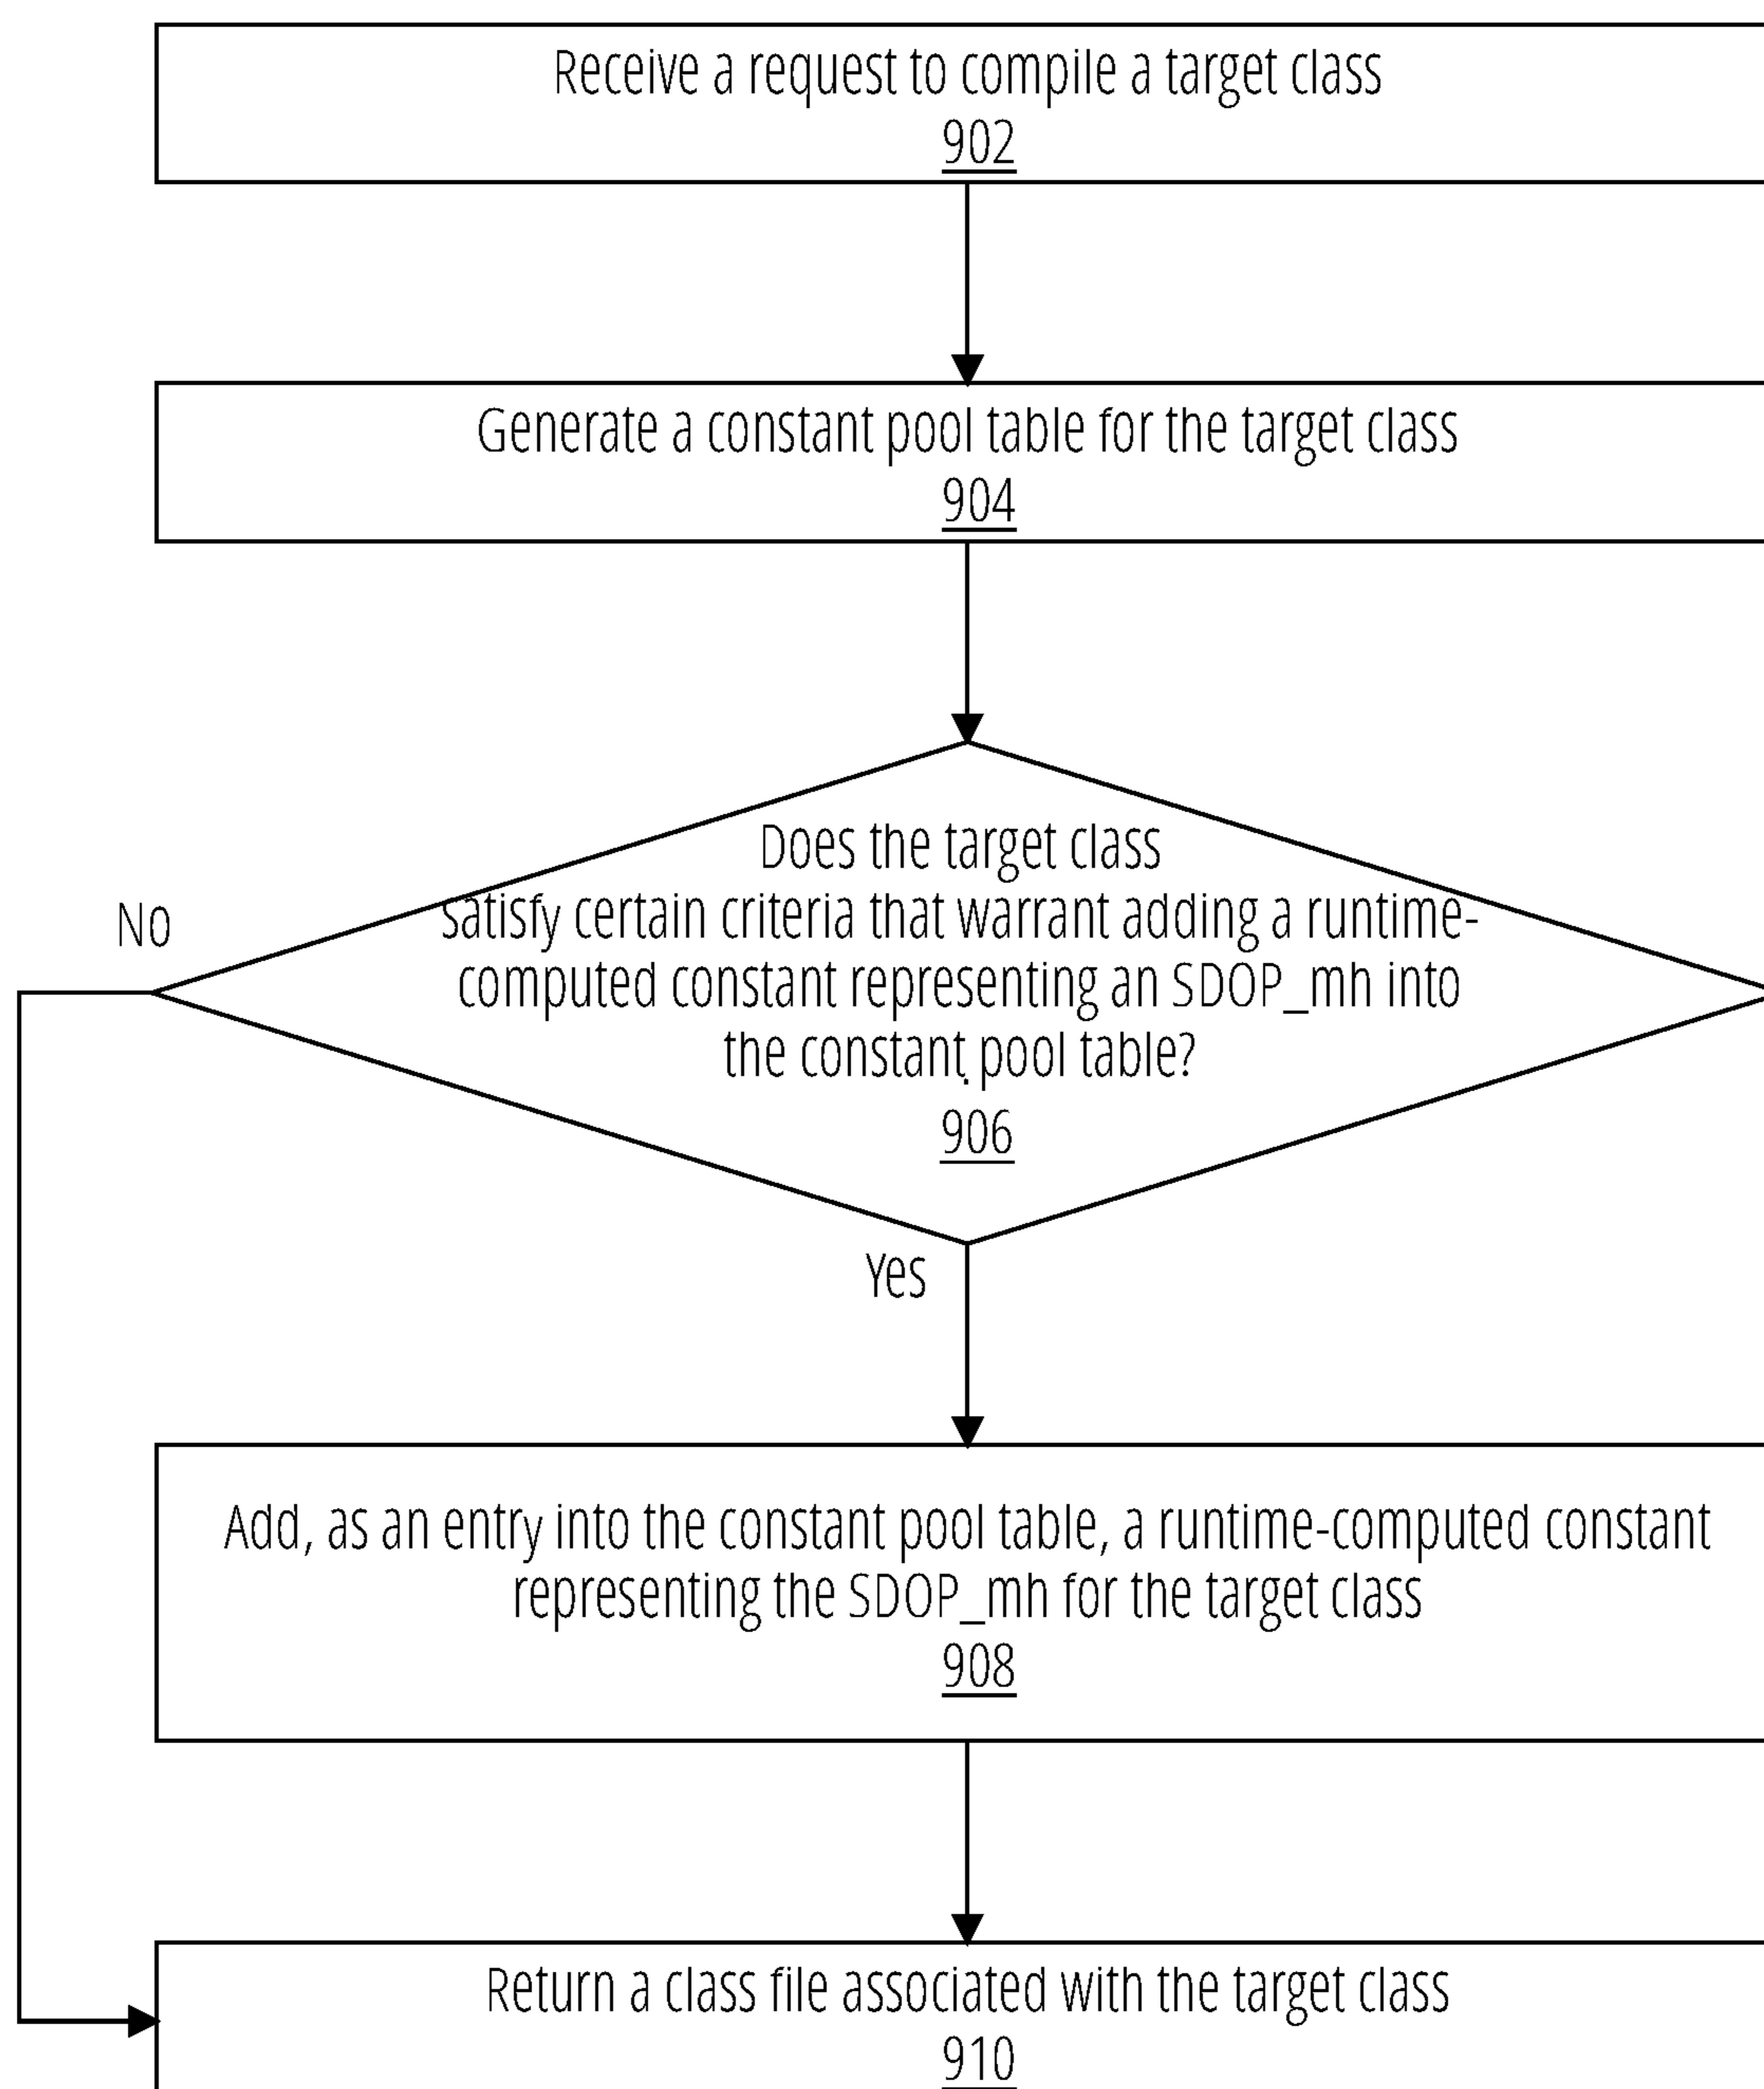 Receive a request to compile a target class
902
Generate a constant pool table for the target class
904
Does the target class
Satisfy certain criteria that warrant adding a runtime-
computed constant representing an SDOP_mh into
the constant pool table?
906
No
Yes
Add, as an entry into the constant pool table, a runtime-computed constant
representing the SDOP_mh for the target class
908
Return a class file associated with the target class
910